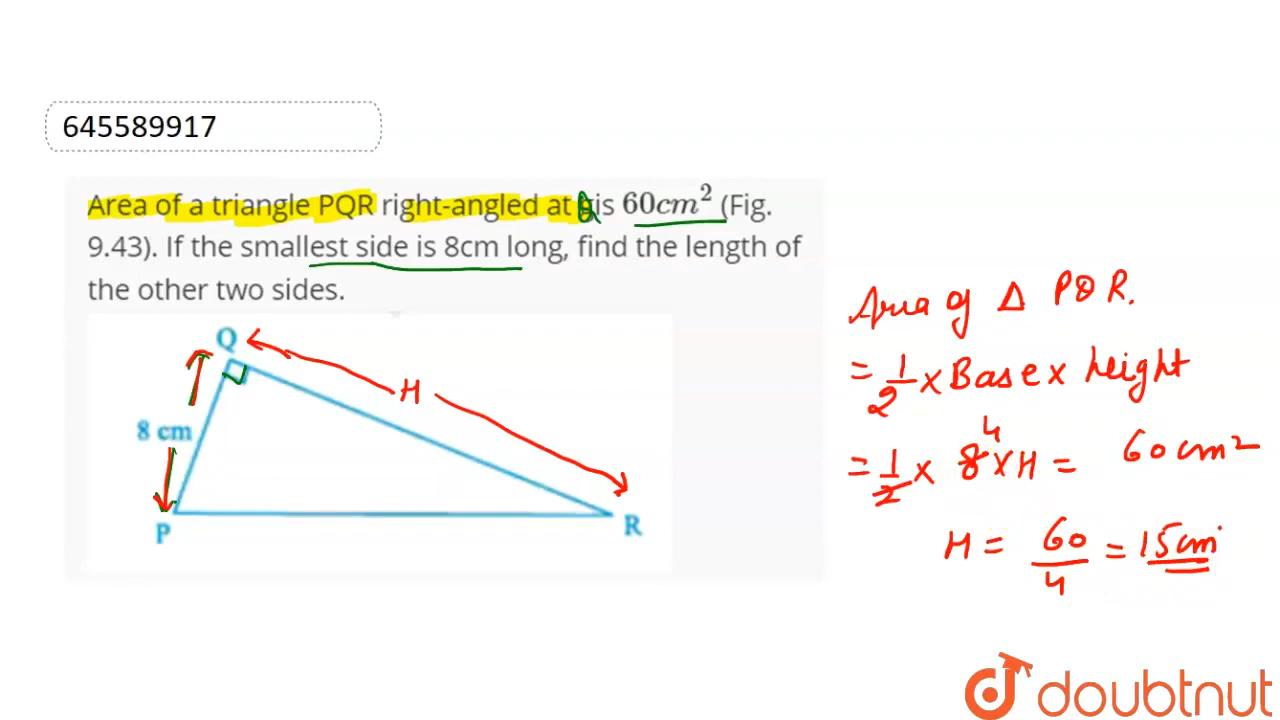 645589917
Area of a triangle PQR right-angled at Q is 60cm²(Fig.
9.43). If the smallest side is 8cm long, find the length of
the other two sides.
Q
H
8 cm
P
R
Area of Δ PQR.
= 1/2 × Base × height
= 1/2 × 8 4 × H = 60cm²
H = 60/4 = 15cm
doubtnut